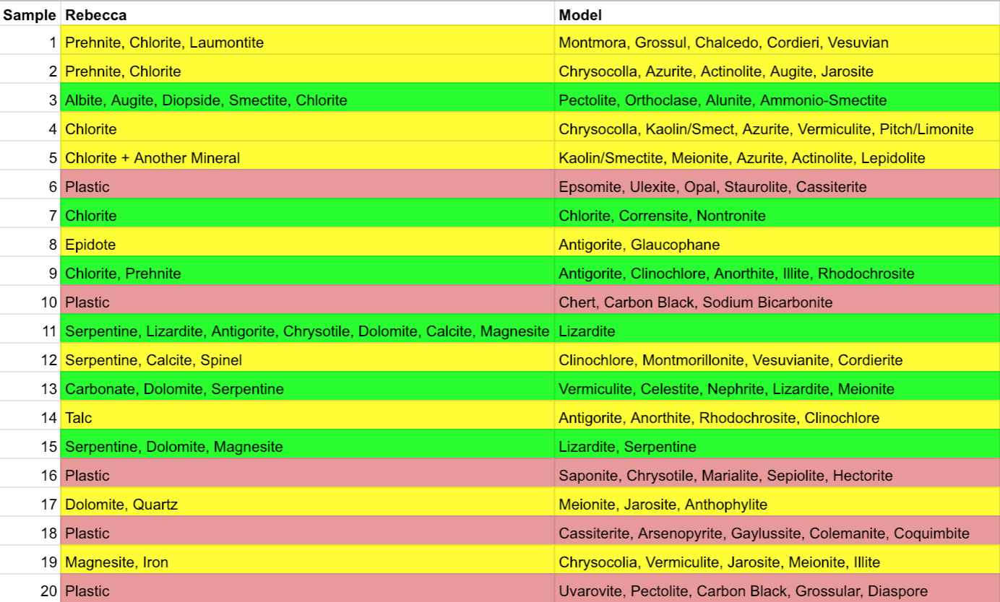 Sample Rebecca Model
1 Prehnite, Chlorite, Laumontite Montmora, Grossul, Chalcedo, Cordieri, Vesuvian
2 Prehnite, Chlorite Chrysocolla, Azurite, Actinolite, Augite, Jarosite
3 Albite, Augite, Diopside, Smectite, Chlorite Pectolite, Orthoclase, Alunite, Ammonio-Smectite
4 Chlorite Chrysocolla, Kaolin/Smect, Azurite, Vermiculite, Pitch/Limonite
5 Chlorite + Another Mineral Kaolin/Smectite, Meionite, Azurite, Actinolite, Lepidolite
6 Plastic Epsomite, Ulexite, Opal, Staurolite, Cassiterite
7 Chlorite Chlorite, Corrensite, Nontronite
8 Epidote Antigorite, Glaucophane
9 Chlorite, Prehnite Antigorite, Clinochlore, Anorthite, Illite, Rhodochrosite
10 Plastic Chert, Carbon Black, Sodium Bicarbonite
11 Serpentine, Lizardite, Antigorite, Chrysotile, Dolomite, Calcite, Magnesite Lizardite
12 Serpentine, Calcite, Spinel Clinochlore, Montmorillonite, Vesuvianite, Cordierite
13 Carbonate, Dolomite, Serpentine Vermiculite, Celestite, Nephrite, Lizardite, Meionite
14 Talc Antigorite, Anorthite, Rhodochrosite, Clinochlore
15 Serpentine, Dolomite, Magnesite Lizardite, Serpentine
16 Plastic Saponite, Chrysotile, Marialite, Sepiolite, Hectorite
17 Dolomite, Quartz Meionite, Jarosite, Anthophylite
18 Plastic Cassiterite, Arsenopyrite, Gaylussite, Colemanite, Coquimbite
19 Magnesite, Iron Chrysocolia, Vermiculite, Jarosite, Meionite, Illite
20 Plastic Uvarovite, Pectolite, Carbon Black, Grossular, Diaspore